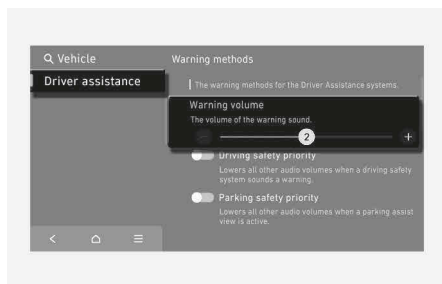 Vehicle
Driver assistance
Warning methods
The warning methods for the Driver Assistance systems.
Warning volume
The volume of the warning sound.
2
Driving safety priority
Lowers all other audio volumes when a driving safety
system sounds a warning.
Parking safety priority
Lowers all other audio volumes when a parking assist
view is active.